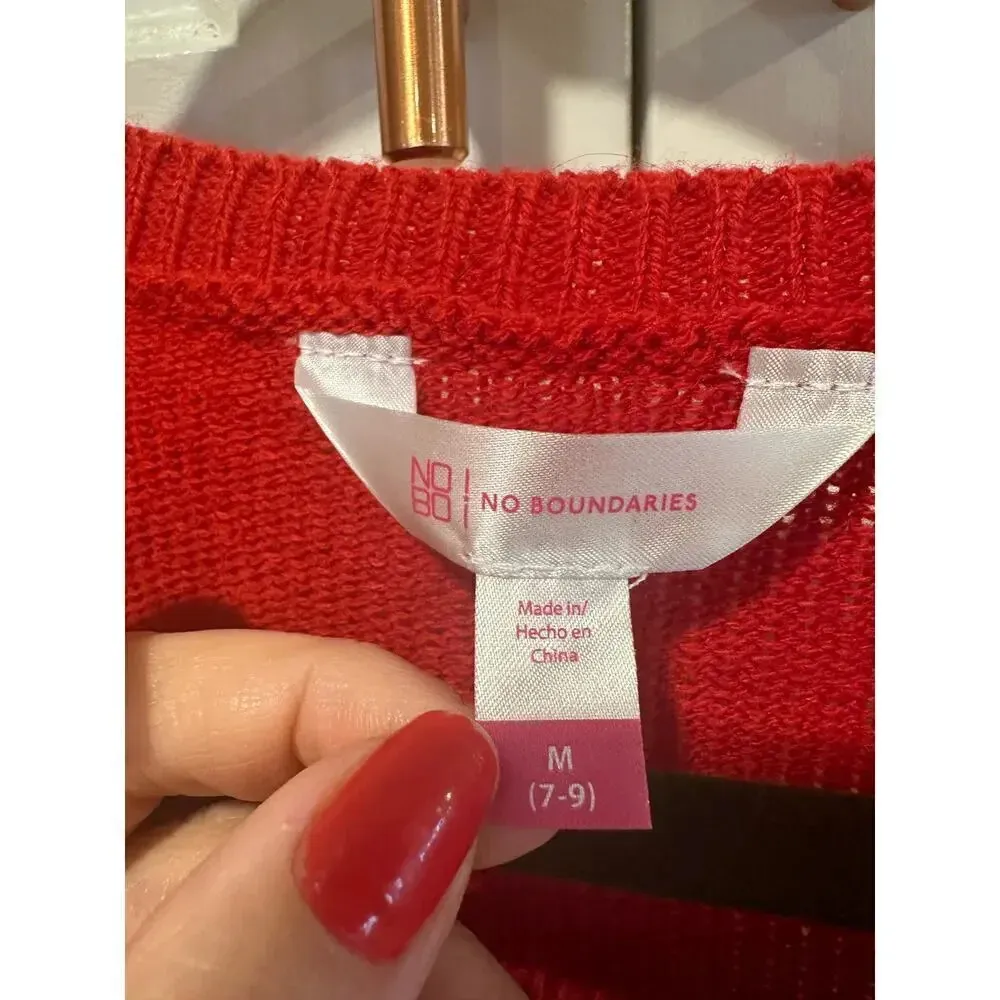 NO
BO
NO BOUNDARIES
Made in/
Hecho en
China
M
(7-9)